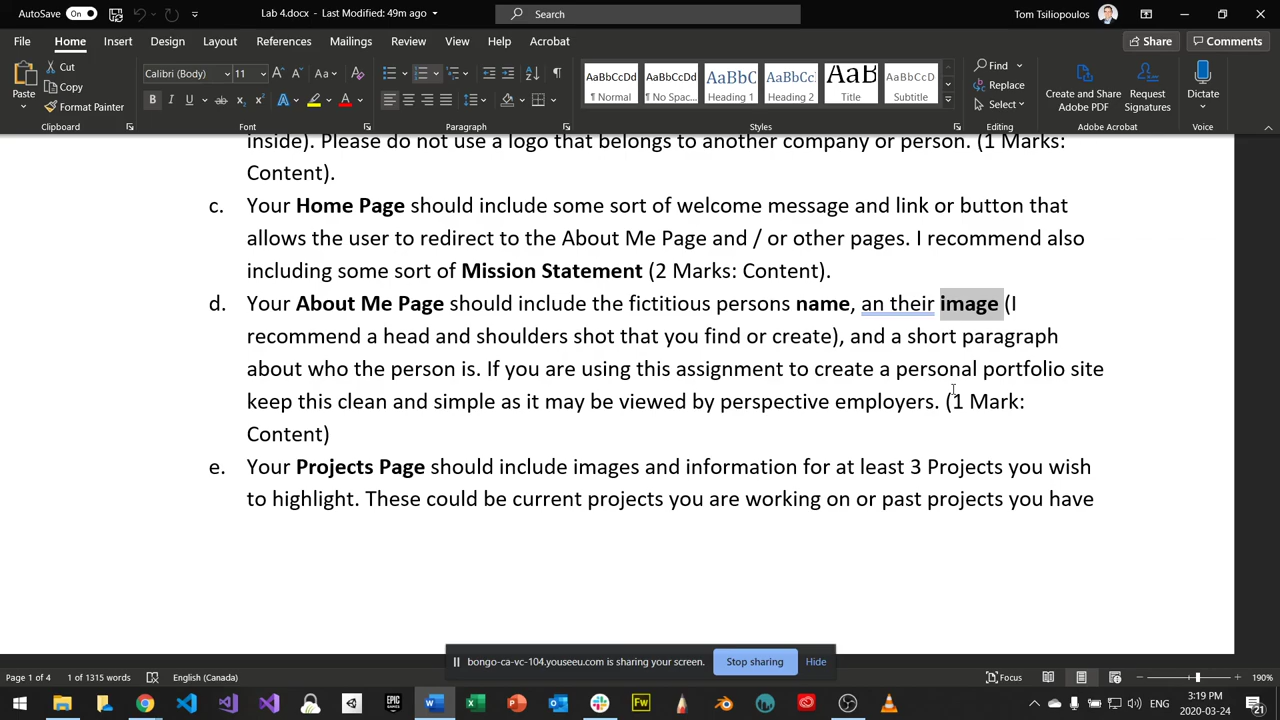 AutoSave On Lab 4.docx - Last Modified: 49m ago Search Tom Tsiliopoulos
File Home Insert Design Layout References Mailings Review View Help Acrobat Share Comments
Paste Cut Copy Format Painter Clipboard
Calibri (Body) 11 Font
Paragraph
AaBbCcDd AaBbCcDd AaBbC AaBbCc AaB AaBbCcD
¶ Normal ¶ No Spac... Heading 1 Heading 2 Title Subtitle
Styles
Find Replace Select Editing
Create and Share Adobe PDF Request Signatures Adobe Acrobat
Dictate Voice
inside). Please do not use a logo that belongs to another company or person. (1 Marks:
Content).
c. Your Home Page should include some sort of welcome message and link or button that
allows the user to redirect to the About Me Page and / or other pages. I recommend also
including some sort of Mission Statement (2 Marks: Content).
d. Your About Me Page should include the fictitious persons name, an their image (I
recommend a head and shoulders shot that you find or create), and a short paragraph
about who the person is. If you are using this assignment to create a personal portfolio site
keep this clean and simple as it may be viewed by perspective employers. (1 Mark:
Content)
e. Your Projects Page should include images and information for at least 3 Projects you wish
to highlight. These could be current projects you are working on or past projects you have
bongo-ca-vc-104.youseeu.com is sharing your screen. Stop sharing Hide
Page 1 of 4 1 of 1315 words English (Canada) Focus 190%
3:19 PM
2020-03-24
21